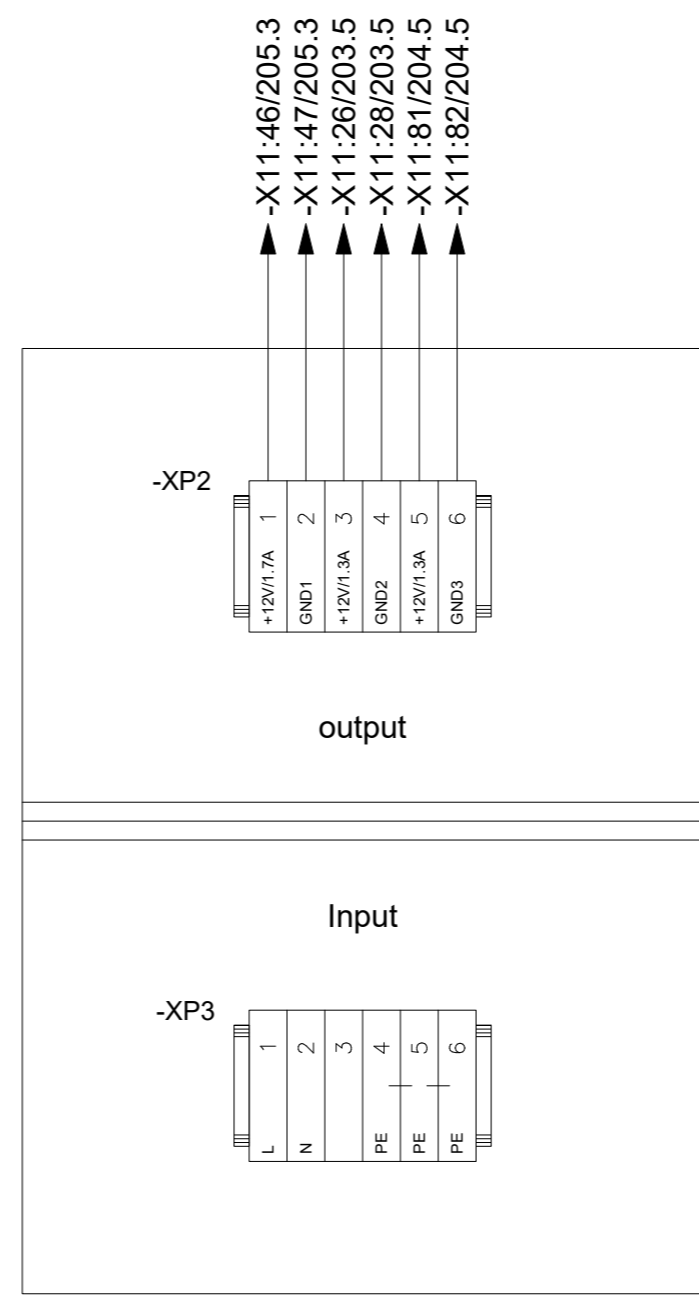 -X11:46/205.3
-X11:47/205.3
-X11:26/203.5
-X11:28/203.5
-X11:81/204.5
-X11:82/204.5
-XP2
1
2
3
4
5
6
+12V/1.7A
GND1
+12V/1.3A
GND2
+12V/1.3A
GND3
output
Input
-XP3
1
2
3
4
5
6
L
N
PE
PE
PE